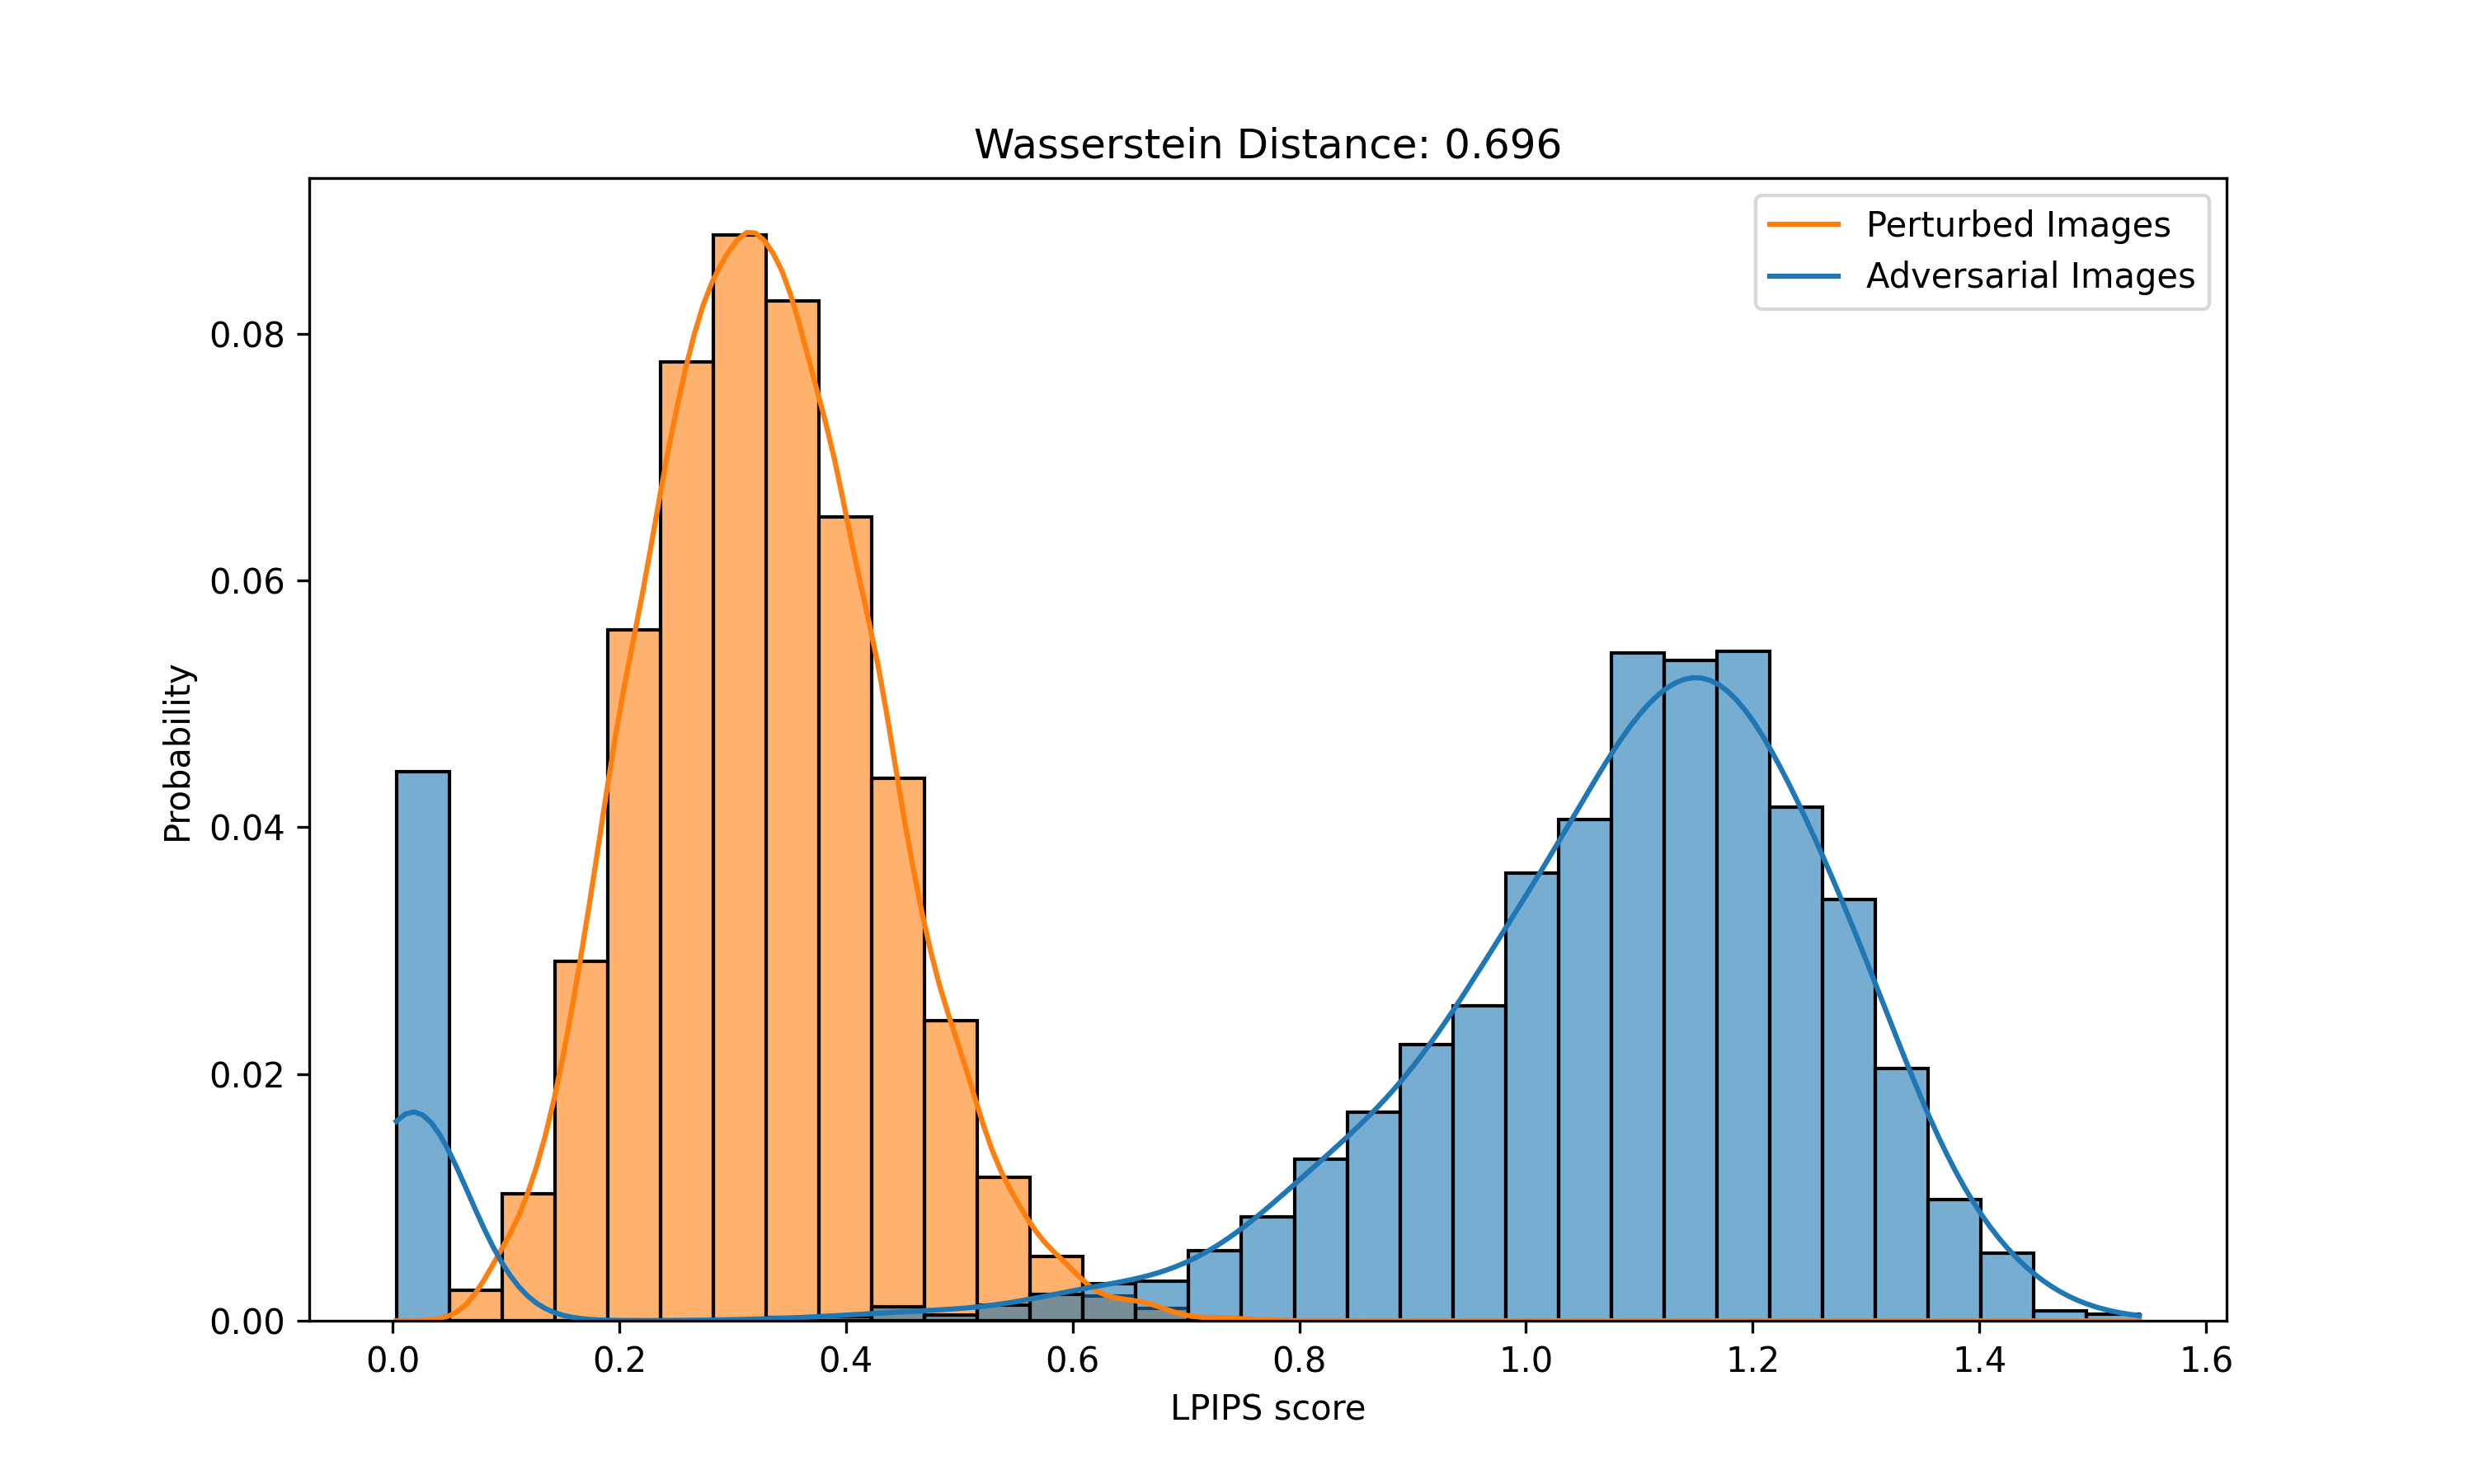 Wasserstein Distance: 0.696
Perturbed Images
Adversarial Images
Probability
0.08
0.06
0.04
0.02
0.00
0.0 0.2 0.4 0.6 0.8 1.0 1.2 1.4 1.6
LPIPS score